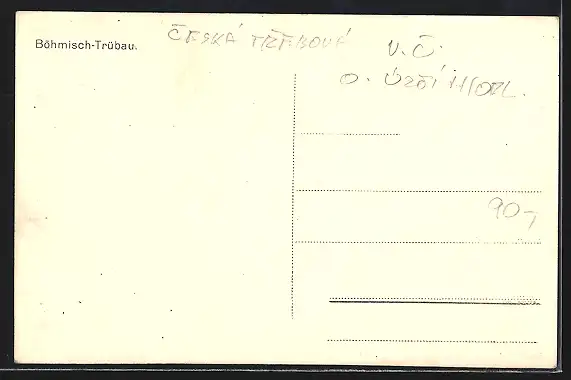 Böhmisch-Trübau.
ČESKÁ TŘEBOVÁ
V. Č.
O. ÚSTÍ N/ORL.
90,-